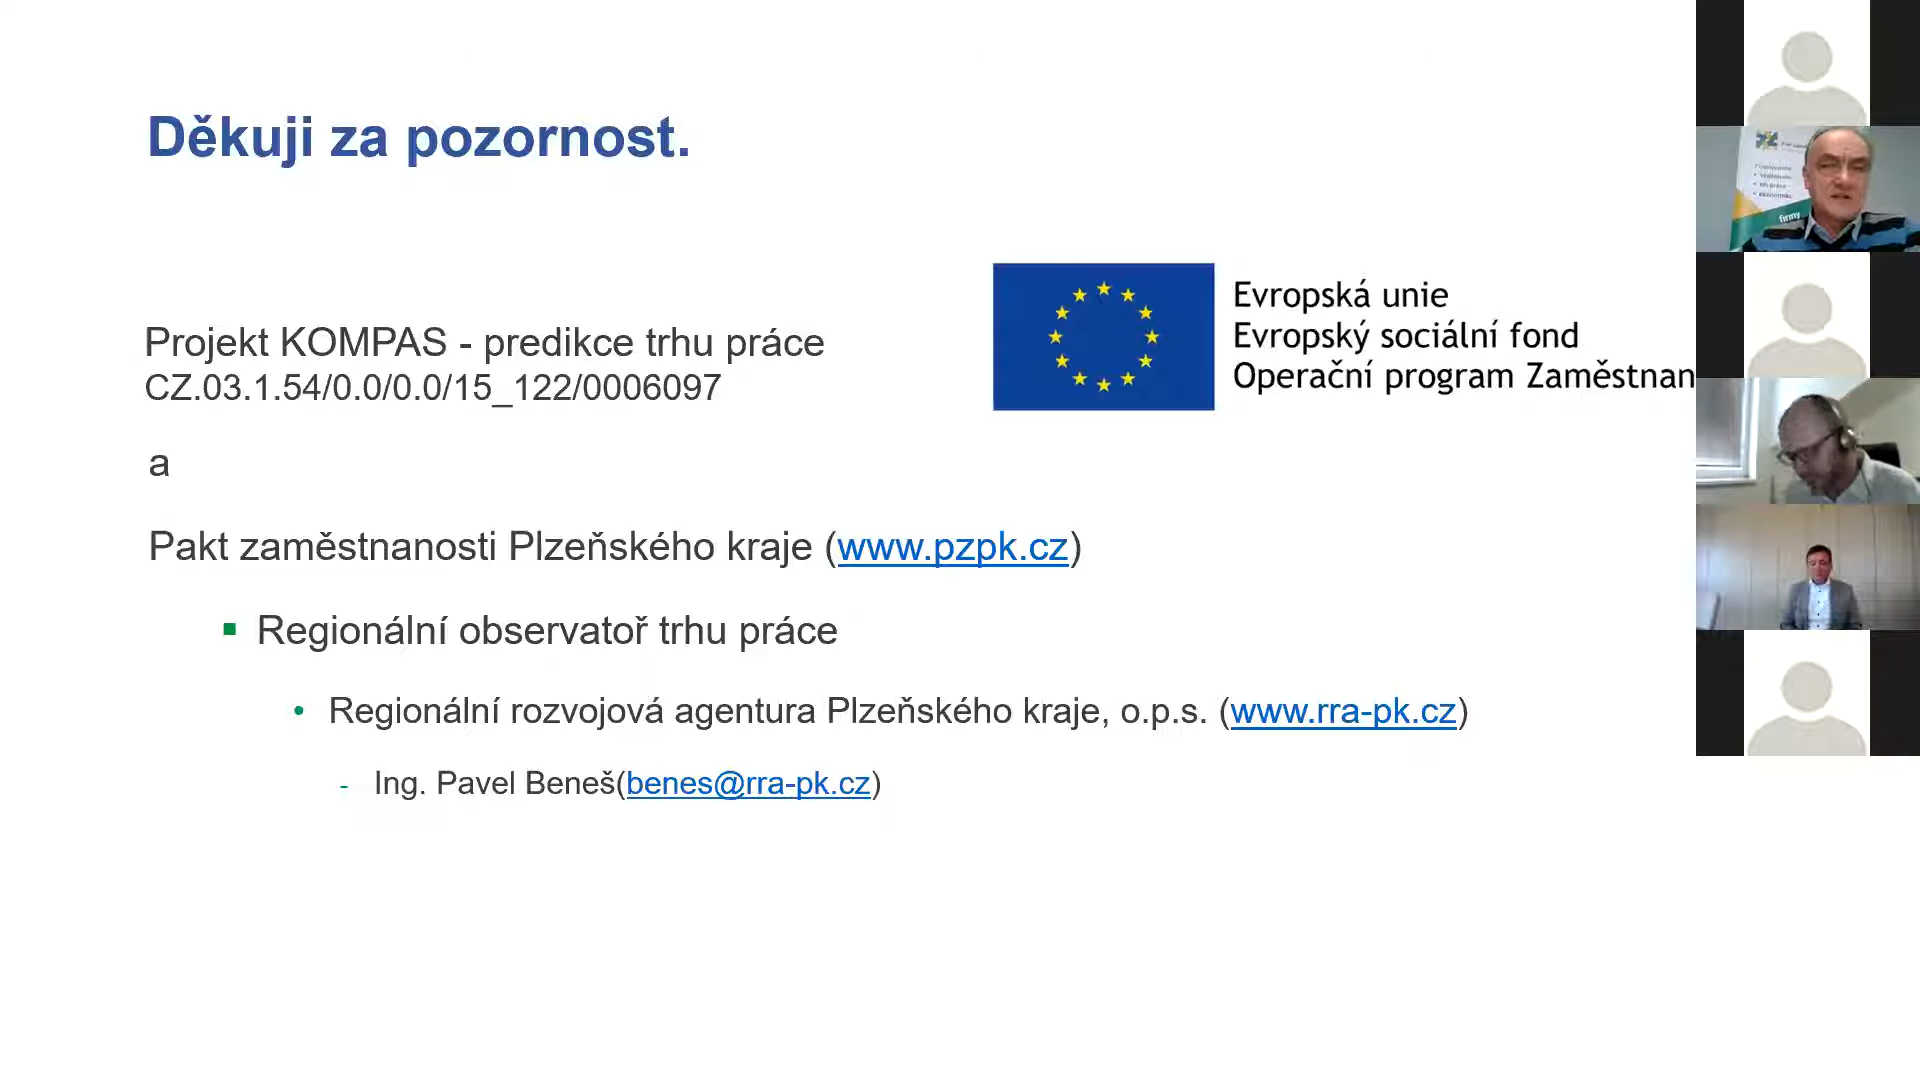 Děkuji za pozornost.
Evropská unie
Evropský sociální fond
Operační program Zaměstnan
Projekt KOMPAS - predikce trhu práce
CZ.03.1.54/0.0/0.0/15_122/0006097
a
Pakt zaměstnanosti Plzeňského kraje (www.pzpk.cz)
Regionální observatoř trhu práce
Regionální rozvojová agentura Plzeňského kraje, o.p.s. (www.rra-pk.cz)
- Ing. Pavel Beneš(benes@rra-pk.cz)
firmy